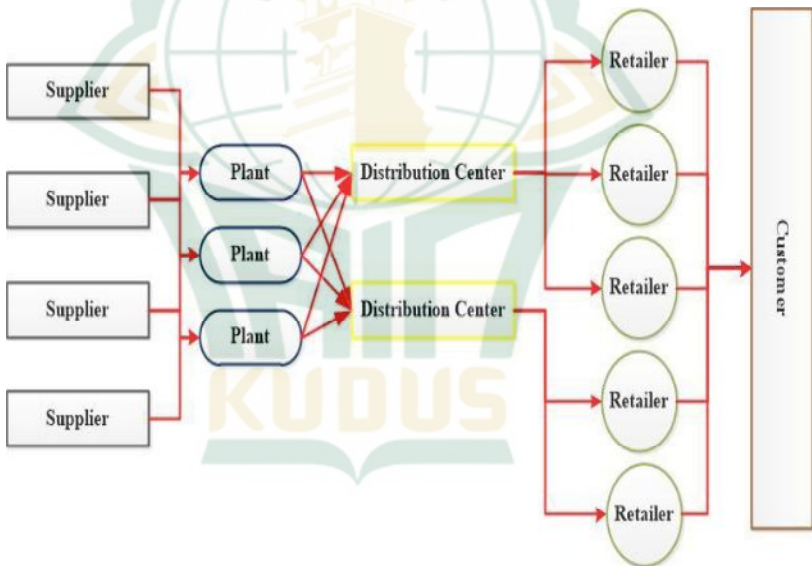 Supplier
Supplier
Supplier
Supplier
Plant
Plant
Plant
Distribution Center
Distribution Center
Retailer
Retailer
Retailer
Retailer
Retailer
Customer
KUDUS